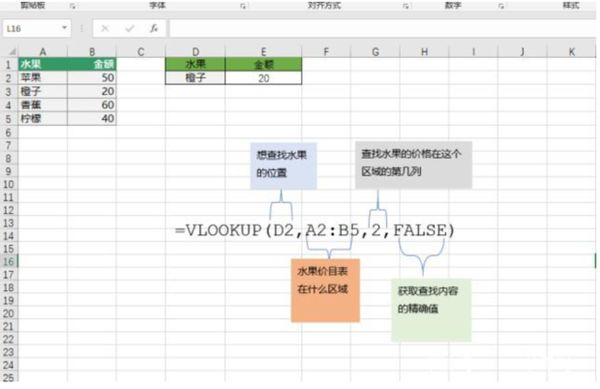 剪贴板 字体 对齐方式 数字 样式
L16 fx
A B C D E F G H I J K
1 水果 金额 水果 金额
2 苹果 50 橙子 20
3 橙子 20
4 香蕉 60
5 柠檬 40
6
7
8 想查找水果 查找水果的价格在这个
9 的位置 区域的第几列
10
11
12
13
14 =VLOOKUP(D2,A2:B5,2,FALSE)
15
16
17 水果价目表
18 在什么区域 获取查找内容
19 的精确值
20
21
22
23
24
25